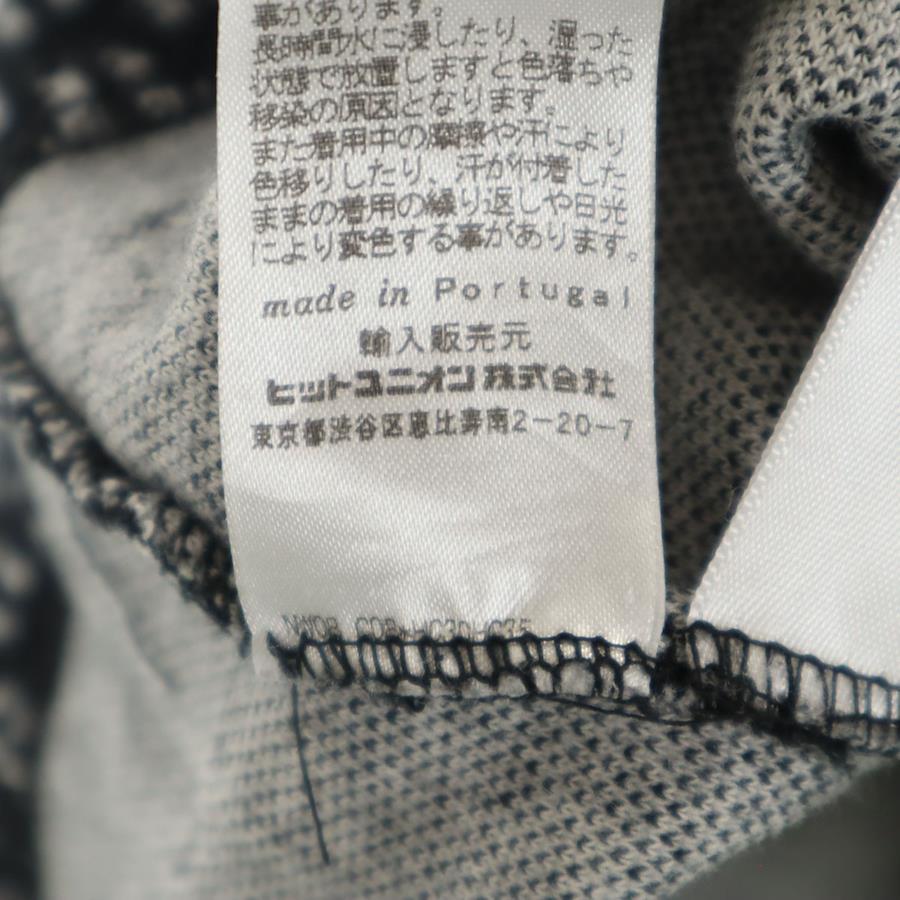 事があります。
長時間水に浸したり、湿った
状態で放置しますと色落ちや
移染の原因となります。
また着用中の摩擦や汗により
色移りしたり、汗が付着した
ままの着用の繰り返しや日光
により変色する事があります。
made in Portugal
輸入販売元
ヒットユニオン株式会社
東京都渋谷区恵比寿南2-20-7